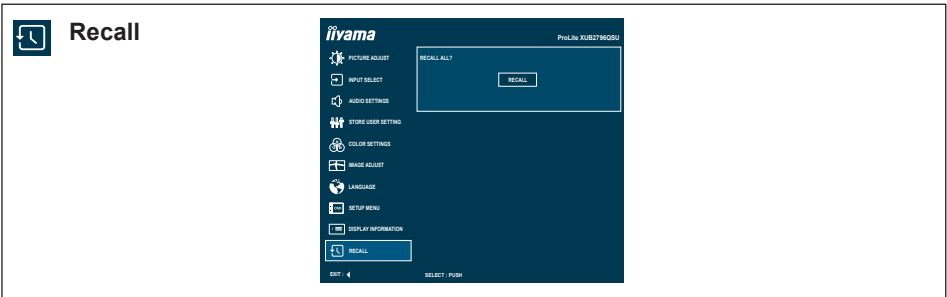 Recall
iiyama
ProLite XUB2796QSU
PICTURE ADJUST
RECALL ALL?
INPUT SELECT
RECALL
AUDIO SETTINGS
STORE USER SETTING
COLOR SETTINGS
IMAGE ADJUST
LANGUAGE
SETUP MENU
DISPLAY INFORMATION
RECALL
EXIT :
SELECT : PUSH